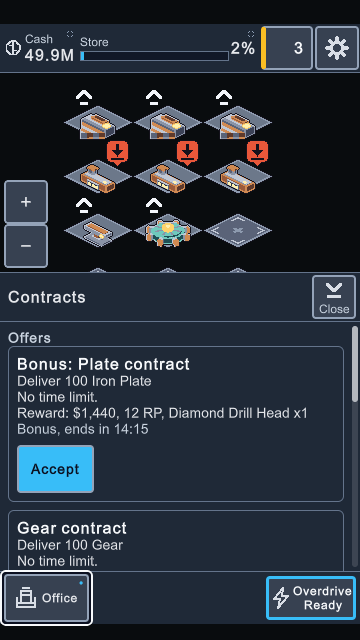 Cash
49.9M
Store
2%
3
+
−
Contracts
Close
Offers
Bonus: Plate contract
Deliver 100 Iron Plate
No time limit.
Reward: $1,440, 12 RP, Diamond Drill Head x1
Bonus, ends in 14:15
Accept
Gear contract
Deliver 100 Gear
No time limit.
Office
Overdrive
Ready